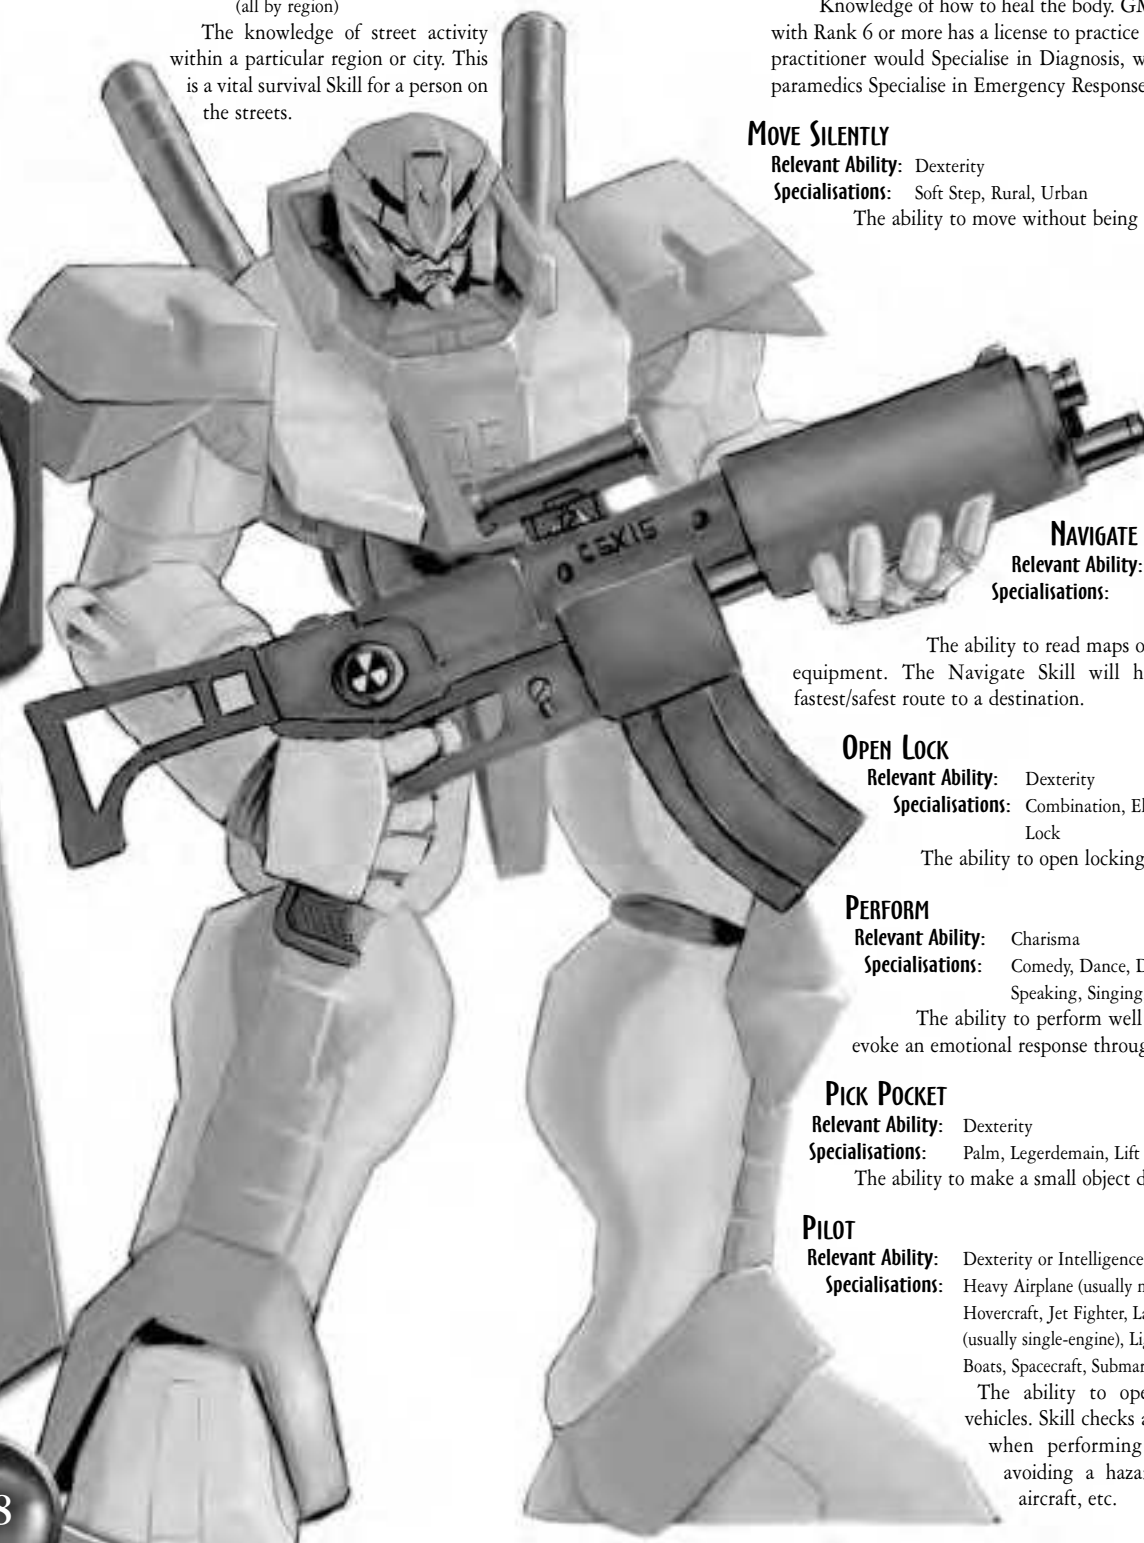 (all by region)
The knowledge of street activity
within a particular region or city. This
is a vital survival Skill for a person on
the streets.
Knowledge of how to heal the body. GM
with Rank 6 or more has a license to practice
practitioner would Specialise in Diagnosis, w
paramedics Specialise in Emergency Response
MOVE SILENTLY
Relevant Ability: Dexterity
Specialisations: Soft Step, Rural, Urban
The ability to move without being
CGX15
NAVIGATE
Relevant Ability:
Specialisations:
The ability to read maps o
equipment. The Navigate Skill will h
fastest/safest route to a destination.
OPEN LOCK
Relevant Ability: Dexterity
Specialisations: Combination, El
Lock
The ability to open locking
PERFORM
Relevant Ability: Charisma
Specialisations: Comedy, Dance, D
Speaking, Singing
The ability to perform well
evoke an emotional response throug
PICK POCKET
Relevant Ability: Dexterity
Specialisations: Palm, Legerdemain, Lift
The ability to make a small object d
PILOT
Relevant Ability: Dexterity or Intelligence
Specialisations: Heavy Airplane (usually m
Hovercraft, Jet Fighter, La
(usually single-engine), Lig
Boats, Spacecraft, Submar
The ability to ope
vehicles. Skill checks a
when performing
avoiding a haza
aircraft, etc.
8